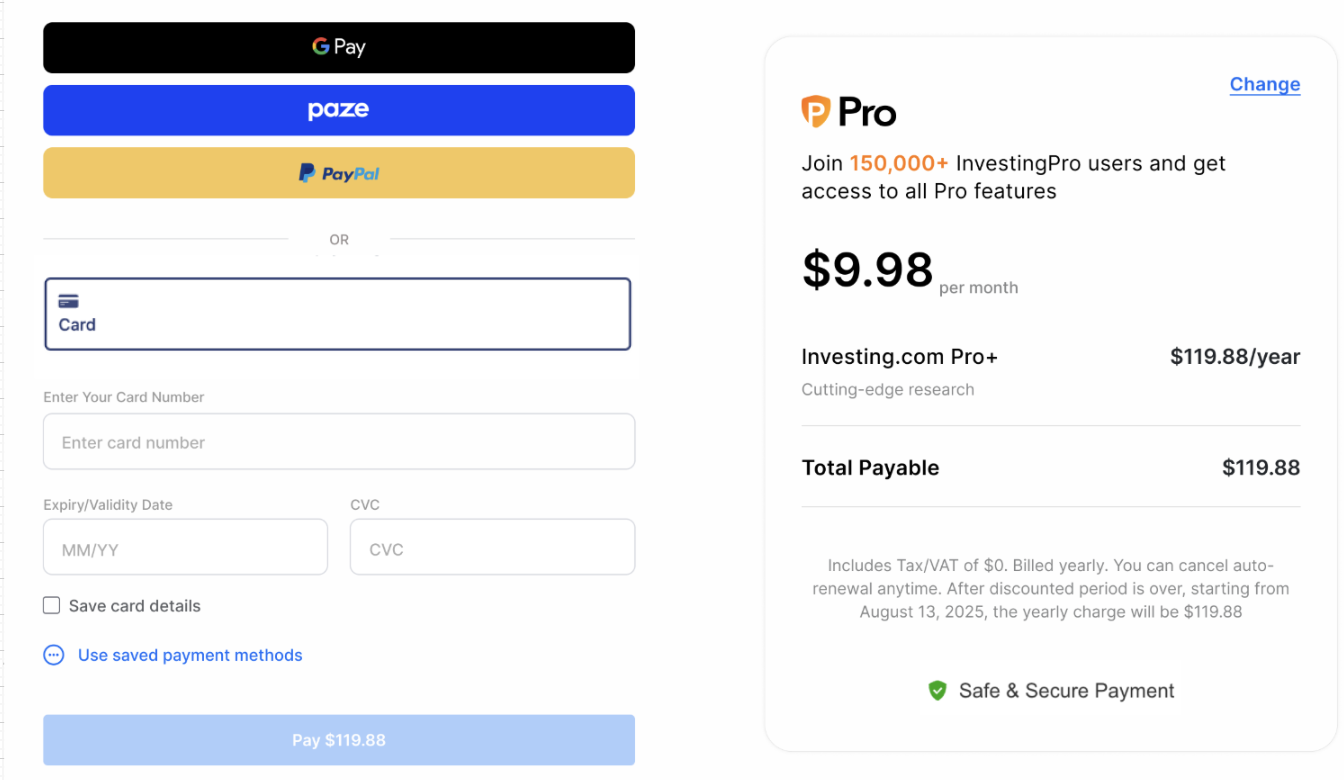 G Pay
paze
PayPal
OR
Card
Enter Your Card Number
Enter card number
Expiry/Validity Date
CVC
MM/YY
CVC
Save card details
Use saved payment methods
Pay $119.88
Change
P Pro
Join 150,000+ InvestingPro users and get
access to all Pro features
$9.98 per month
Investing.com Pro+ $119.88/year
Cutting-edge research
Total Payable $119.88
Includes Tax/VAT of $0. Billed yearly. You can cancel auto-
renewal anytime. After discounted period is over, starting from
August 13, 2025, the yearly charge will be $119.88
Safe & Secure Payment